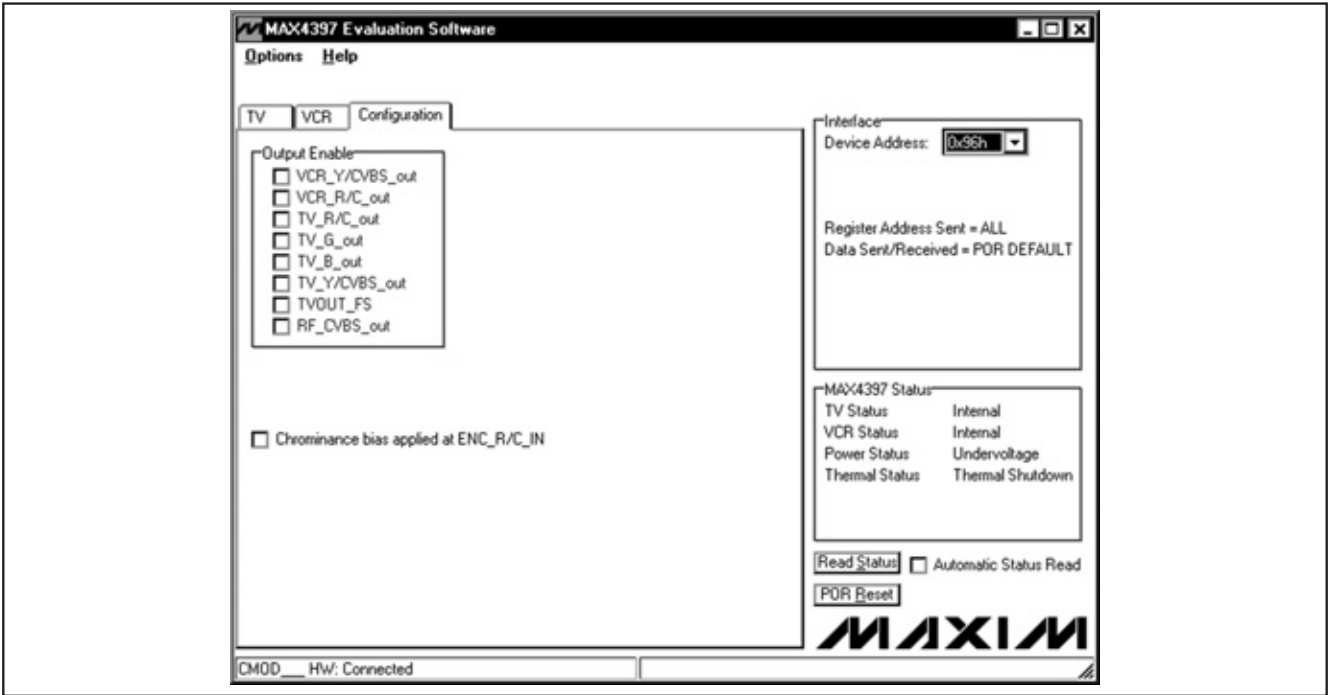 MAX4397 Evaluation Software
Options Help
TV VCR Configuration
Output Enable
VCR_Y/CVBS_out
VCR_R/C_out
TV_R/C_out
TV_G_out
TV_B_out
TV_Y/CVBS_out
TVOUT_FS
RF_CVBS_out
Chrominance bias applied at ENC_R/C_IN
Interface
Device Address: 0x96h
Register Address Sent = ALL
Data Sent/Received = POR DEFAULT
MAX4397 Status
TV Status Internal
VCR Status Internal
Power Status Undervoltage
Thermal Status Thermal Shutdown
Read Status Automatic Status Read
POR Reset
MAXIM
CMOD___ HW: Connected